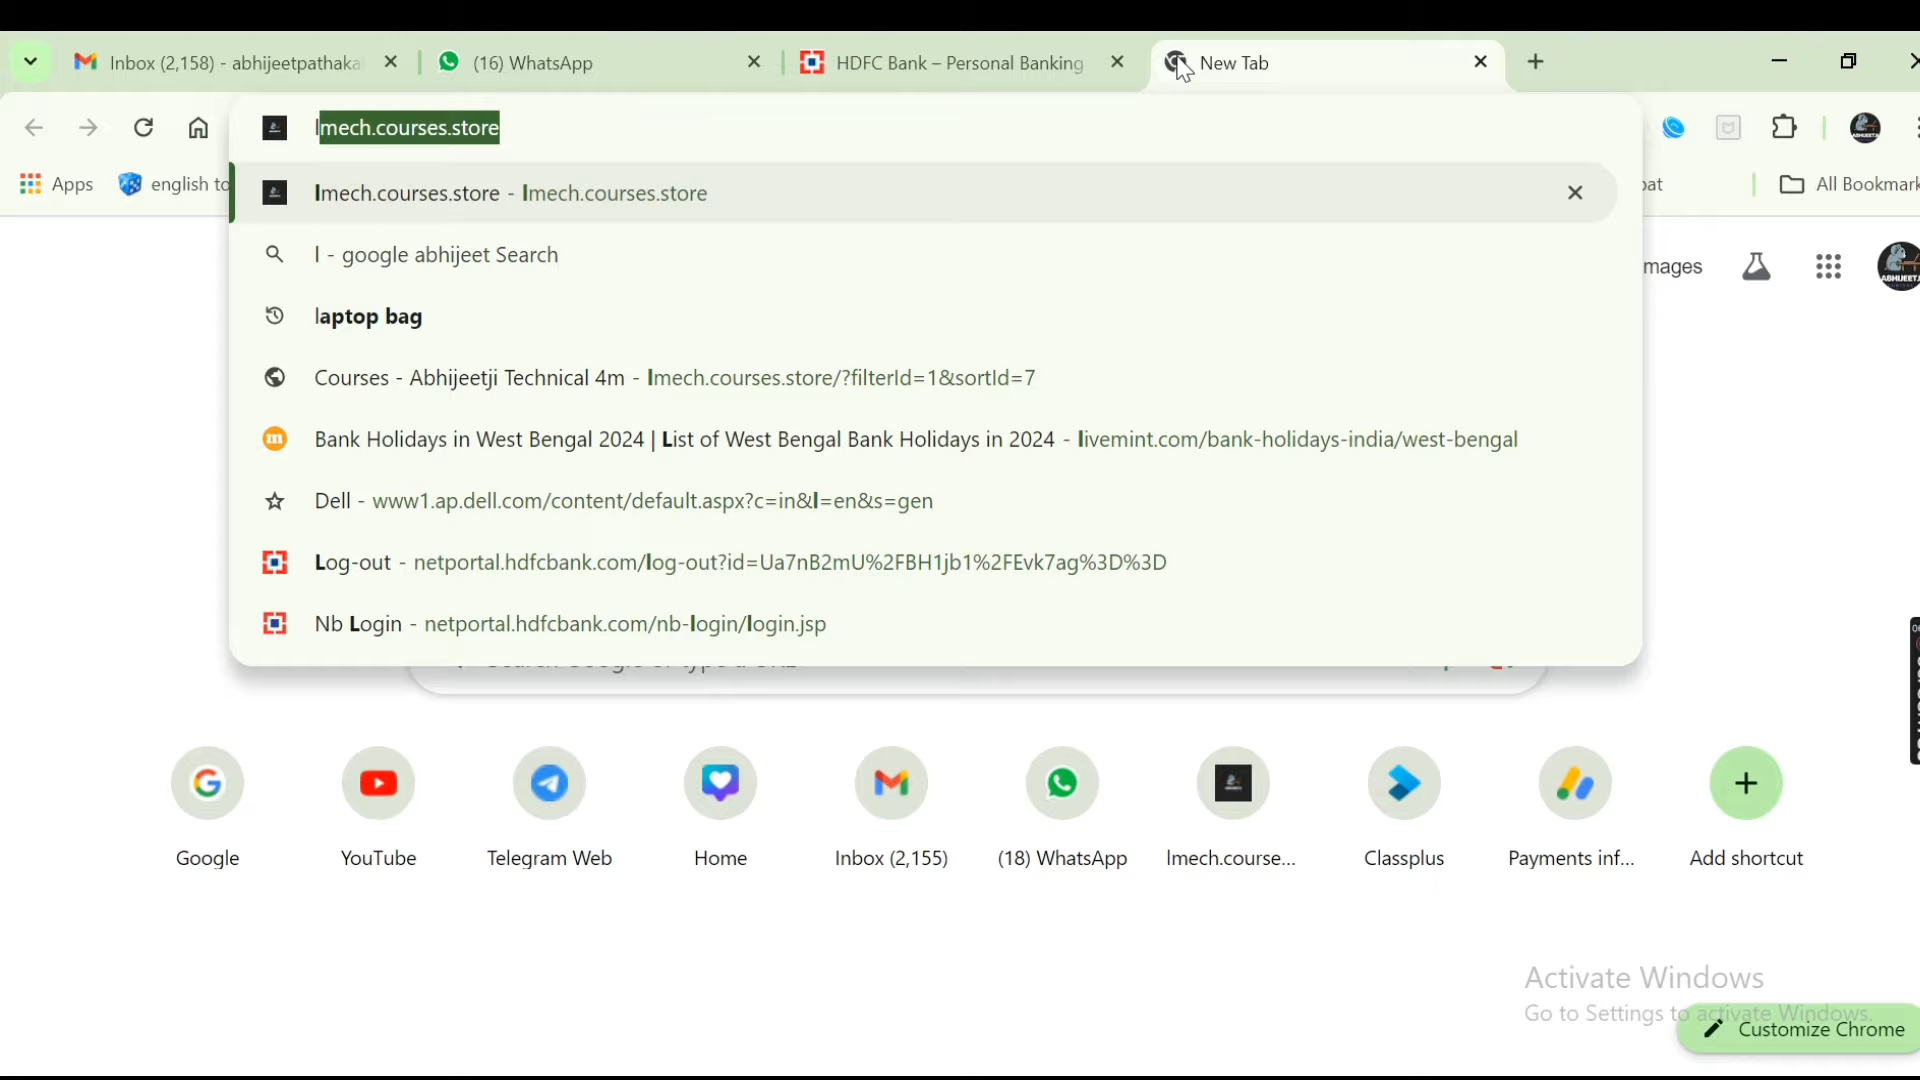 Inbox (2,158) - abhijeetpathaka
(16) WhatsApp
HDFC Bank – Personal Banking
New Tab
lmech.courses.store
Apps
english to
All Bookmark
lmech.courses.store - lmech.courses.store
l - google abhijeet Search
mages
laptop bag
Courses - Abhijeetji Technical 4m - lmech.courses.store/?filterId=1&sortId=7
Bank Holidays in West Bengal 2024 | List of West Bengal Bank Holidays in 2024 - livemint.com/bank-holidays-india/west-bengal
Dell - www1.ap.dell.com/content/default.aspx?c=in&l=en&s=gen
Log-out - netportal.hdfcbank.com/log-out?id=Ua7nB2mU%2FBH1jb1%2FEvk7ag%3D%3D
Nb Login - netportal.hdfcbank.com/nb-login/login.jsp
Google
YouTube
Telegram Web
Home
Inbox (2,155)
(18) WhatsApp
lmech.course...
Classplus
Payments inf...
Add shortcut
Activate Windows
Go to Settings to activate Windows.
Customize Chrome